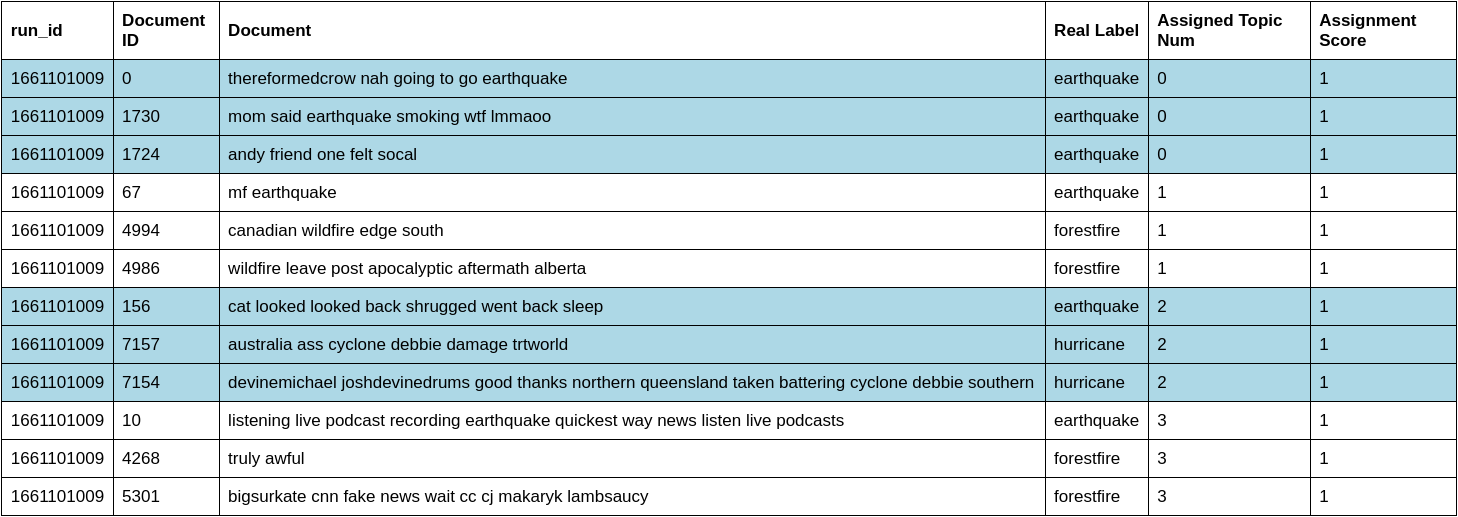 run_id Document ID Document Real Label Assigned Topic Num Assignment Score
1661101009 0 thereformedcrow nah going to go earthquake earthquake 0 1
1661101009 1730 mom said earthquake smoking wtf lmmaoo earthquake 0 1
1661101009 1724 andy friend one felt socal earthquake 0 1
1661101009 67 mf earthquake earthquake 1 1
1661101009 4994 canadian wildfire edge south forestfire 1 1
1661101009 4986 wildfire leave post apocalyptic aftermath alberta forestfire 1 1
1661101009 156 cat looked looked back shrugged went back sleep earthquake 2 1
1661101009 7157 australia ass cyclone debbie damage trtworld hurricane 2 1
1661101009 7154 devinemichael joshdevinedrums good thanks northern queensland taken battering cyclone debbie southern hurricane 2 1
1661101009 10 listening live podcast recording earthquake quickest way news listen live podcasts earthquake 3 1
1661101009 4268 truly awful forestfire 3 1
1661101009 5301 bigsurkate cnn fake news wait cc cj makaryk lambsaucy forestfire 3 1